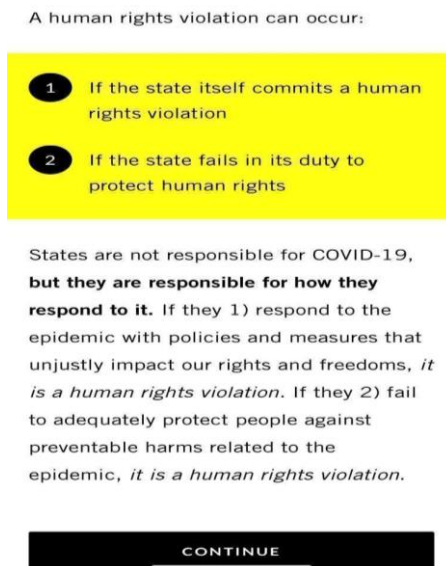 A human rights violation can occur:
1 If the state itself commits a human
rights violation
2 If the state fails in its duty to
protect human rights
States are not responsible for COVID-19,
but they are responsible for how they
respond to it. If they 1) respond to the
epidemic with policies and measures that
unjustly impact our rights and freedoms, it
is a human rights violation. If they 2) fail
to adequately protect people against
preventable harms related to the
epidemic, it is a human rights violation.
CONTINUE